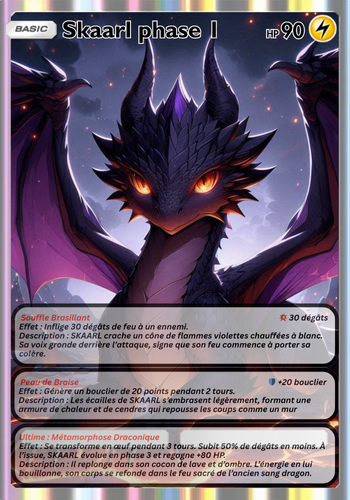 BASIC
Skaarl phase 1
HP 90
Souffle Brasillant
30 dégâts
Effet : Inflige 30 dégâts de feu à un ennemi.
Description : SKAARL crache un cône de flammes violettes chauffées à blanc.
Sa voix grande derrière l'attaque, signe que son feu commence à porter sa
colère.
Peau de Braise
+20 bouclier
Effet : Génère un bouclier de 20 points pendant 2 tours.
Description : Les écailles de SKAARL s'embrasent légèrement, formant une
armure de chaleur et de cendres qui repousse les coups comme un mur
Ultime : Métamorphose Draconique
Effet : Se transforme en œuf pendant 3 tours. Subit 50% de dégâts en moins. À
l'issue, SKAARL évolue en phase 3 et regagne +80 HP.
Description : Il replonge dans son cocon de lave et d'ombre. L'énergie en lui
bouillonne, son corps se refonde dans le feu sacré de l'ancien sang dragon.